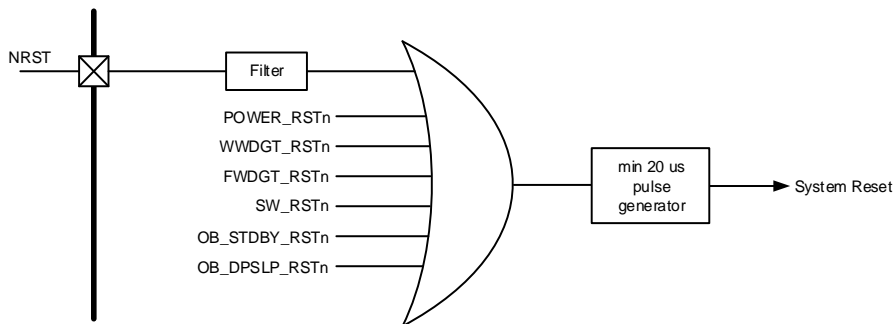 NRST
Filter
POWER_RSTn
WWDGT_RSTn
FWDGT_RSTn
SW_RSTn
OB_STDBY_RSTn
OB_DPSLP_RSTn
min 20 us
pulse
generator
System Reset